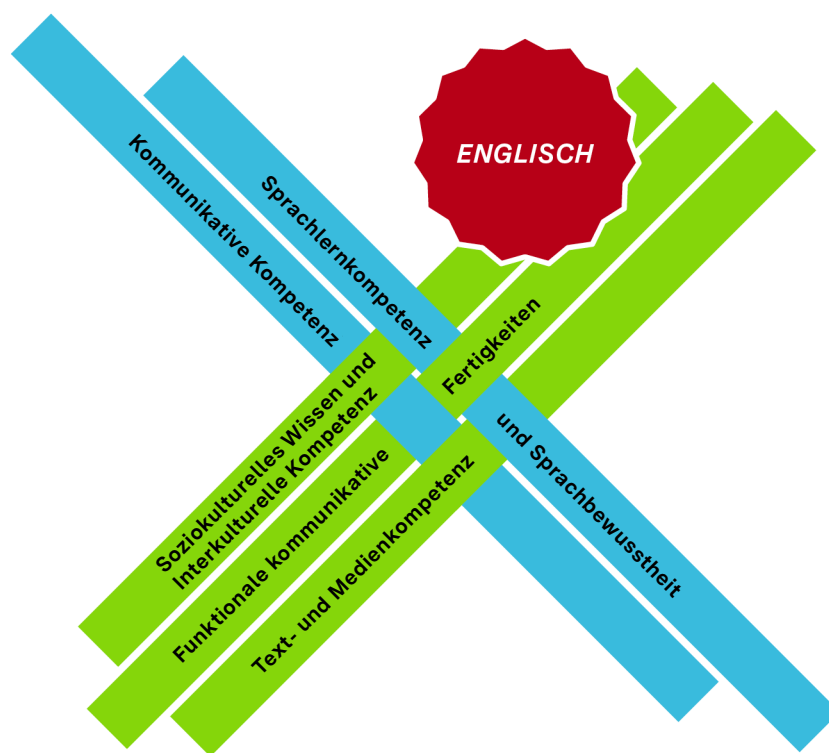 ENGLISCH
Kommunikative Kompetenz
Sprachlernkompetenz
und Sprachbewusstheit
Soziokulturelles Wissen und
Interkulturelle Kompetenz
Funktionale kommunikative
Fertigkeiten
Text- und Medienkompetenz